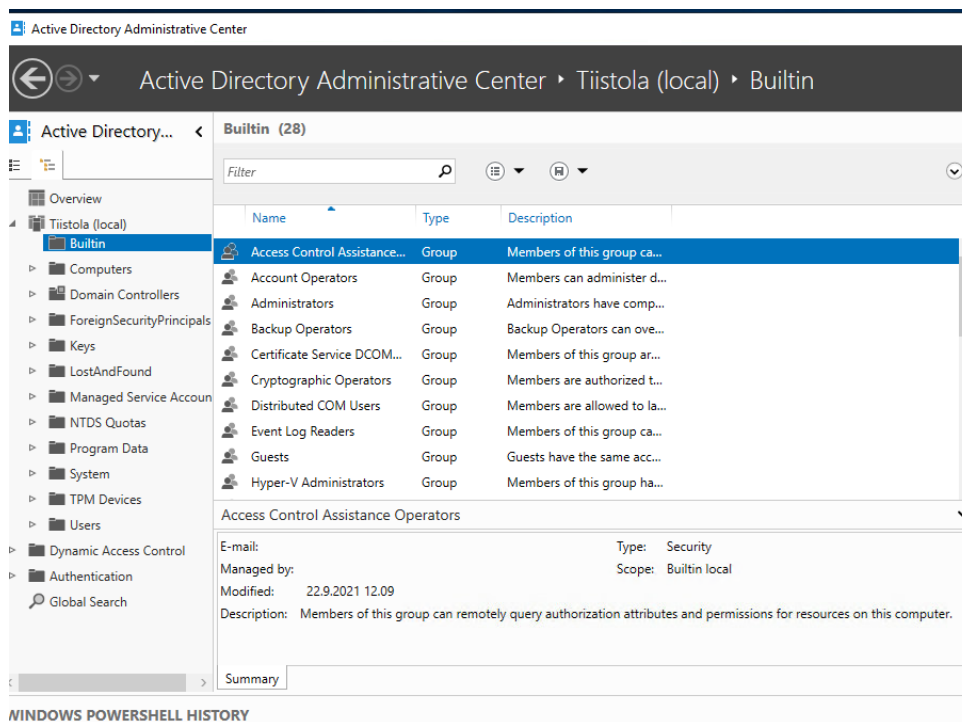 Active Directory Administrative Center
Active Directory Administrative Center • Tiistola (local) • Builtin
Active Directory...
Overview
Tiistola (local)
Builtin
Computers
Domain Controllers
ForeignSecurityPrincipals
Keys
LostAndFound
Managed Service Accoun
NTDS Quotas
Program Data
System
TPM Devices
Users
Dynamic Access Control
Authentication
Global Search
Builtin (28)
Filter
Name Type Description
Access Control Assistance... Group Members of this group ca...
Account Operators Group Members can administer d...
Administrators Group Administrators have comp...
Backup Operators Group Backup Operators can ove...
Certificate Service DCOM... Group Members of this group ar...
Cryptographic Operators Group Members are authorized t...
Distributed COM Users Group Members are allowed to la...
Event Log Readers Group Members of this group ca...
Guests Group Guests have the same acc...
Hyper-V Administrators Group Members of this group ha...
Access Control Assistance Operators
E-mail: Type: Security
Managed by: Scope: Builtin local
Modified: 22.9.2021 12.09
Description: Members of this group can remotely query authorization attributes and permissions for resources on this computer.
Summary
WINDOWS POWERSHELL HISTORY